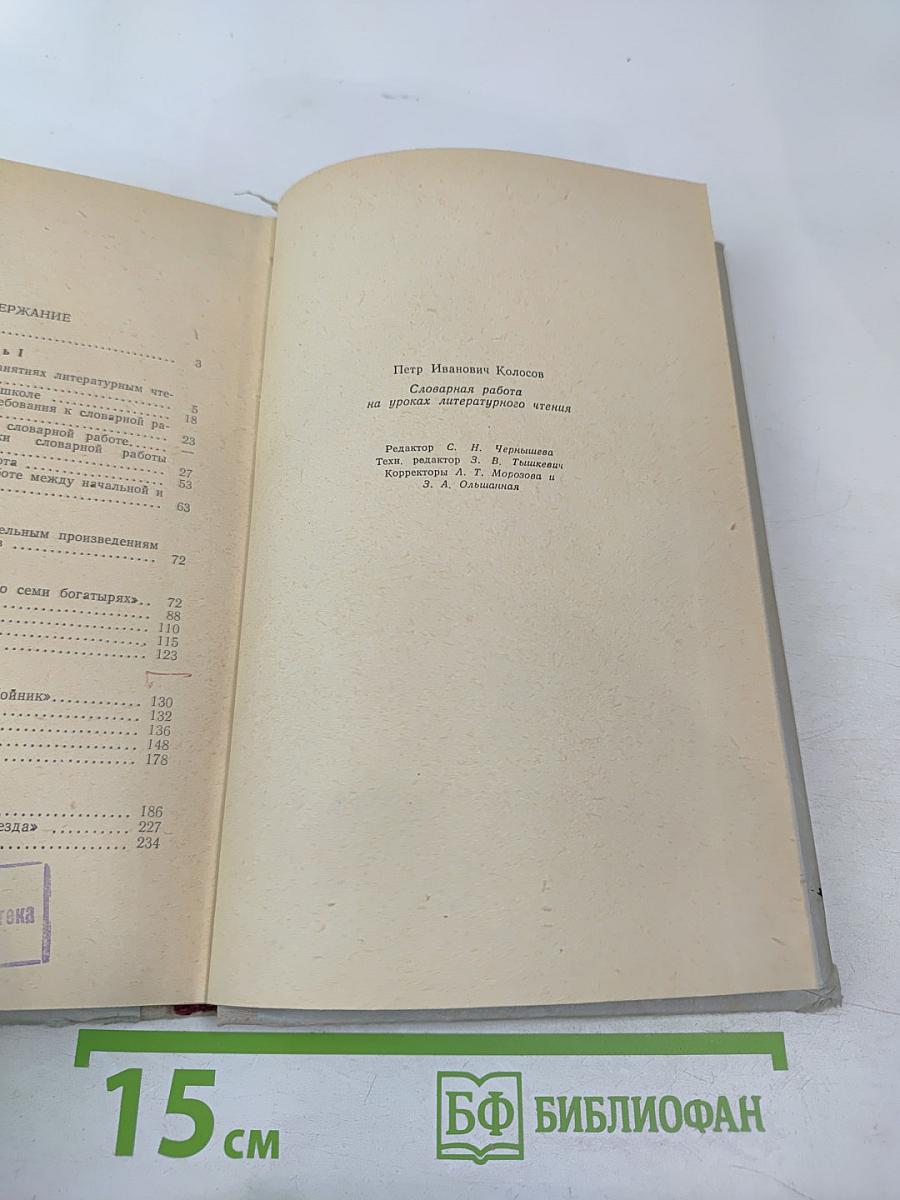 ЕРЖАНИЕ
3
ь I
анятиях литературным чте-
школе 5
ебования к словарной ра- 18
словарной работе 23
ки словарной работы —
ота 27
оте между начальной и 53
63
ельным произведениям
в 72
о семи богатырях» 72
88
110
115
123
ойник» 130
132
136
148
178
186
езда» 227
234
тека
Петр Иванович Колосов
Словарная работа
на уроках литературного чтения
Редактор С. Н. Чернышева
Техн. редактор З. В. Тышкевич
Корректоры Л. Т. Морозова и
З. А. Ольшанная
15 см
БФ БИБЛИОФАН